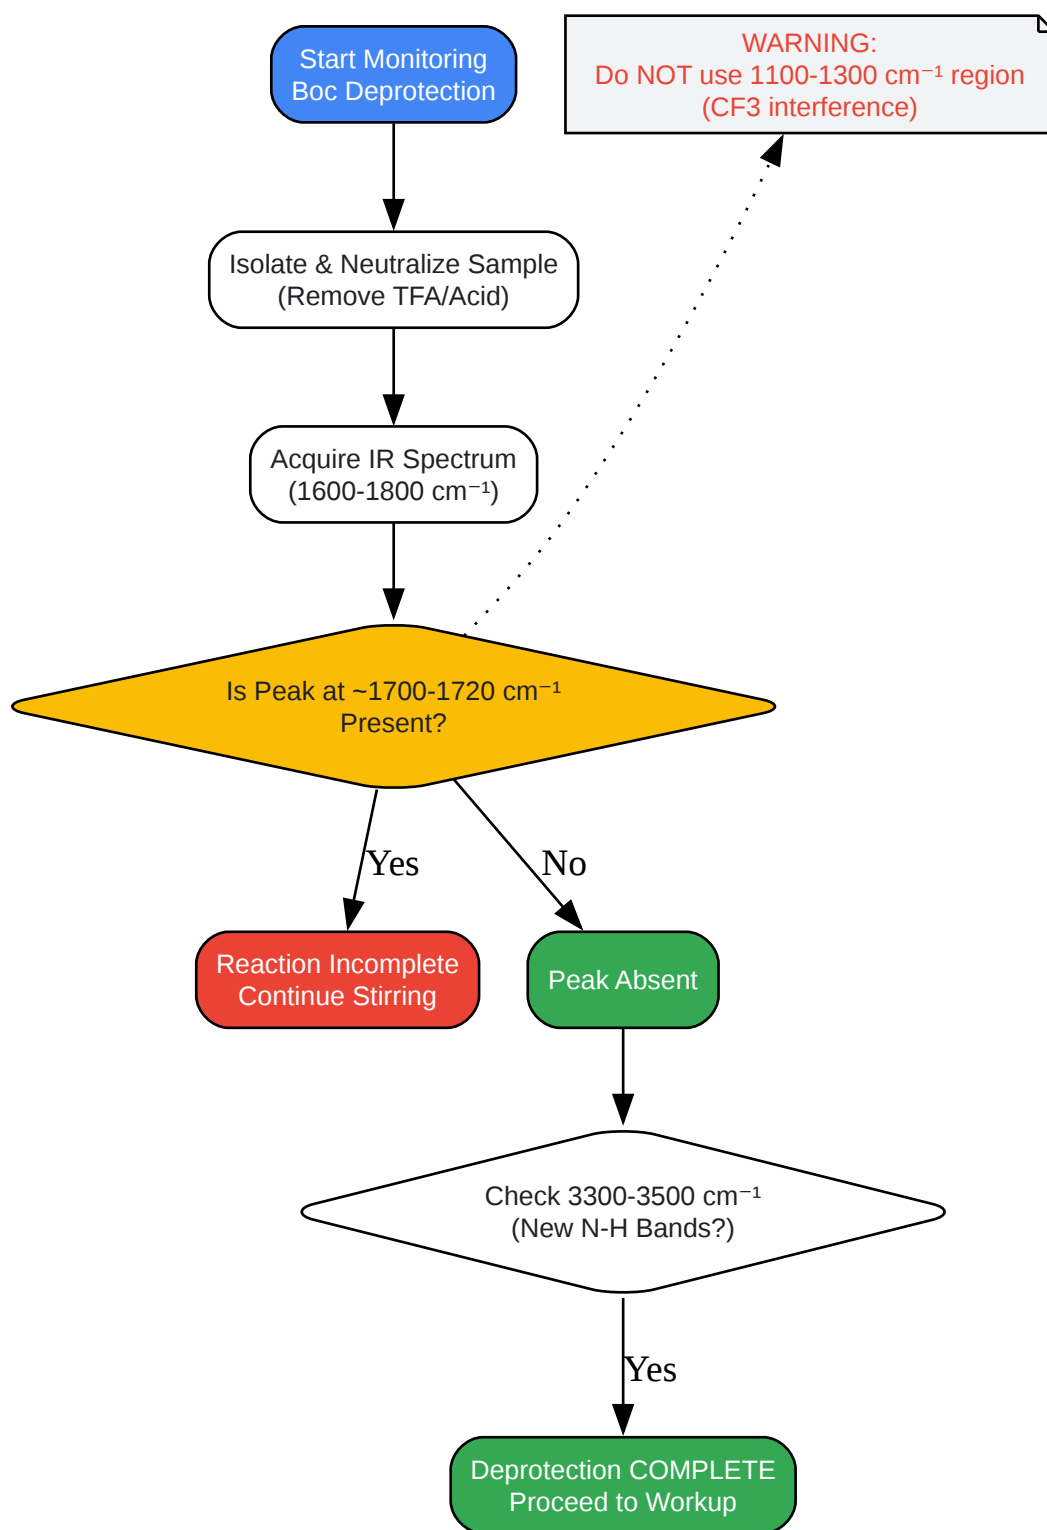 Start Monitoring
Boc Deprotection
WARNING:
Do NOT use 1100-1300 cm⁻¹ region
(CF3 interference)
Isolate & Neutralize Sample
(Remove TFA/Acid)
Acquire IR Spectrum
(1600-1800 cm⁻¹)
Is Peak at ~1700-1720 cm⁻¹
Present?
Yes
No
Reaction Incomplete
Continue Stirring
Peak Absent
Check 3300-3500 cm⁻¹
(New N-H Bands?)
Yes
Deprotection COMPLETE
Proceed to Workup